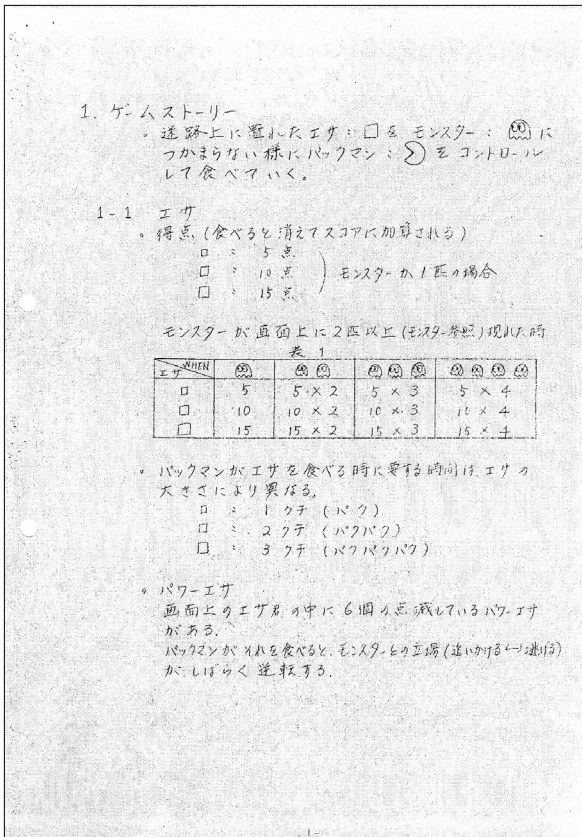 1. ゲームストーリー
。迷路上に置れたエサ：□を モンスター： に
つかまらない様にパックマン： を コントロール
して食べていく。
1-1 エサ
。得点(食べると消えてスコアに加算される)
□ : 5点
□ : 10点
□ : 15点
モンスターが1匹の場合
モンスターが画面上に2匹以上(モンスター参照)現れた時
表1
エサ WHEN
□ 5 5×2 5×3 5×4
□ 10 10×2 10×3 10×4
□ 15 15×2 15×3 15×4
。パックマンがエサを食べる時に要する時間は、エサの
大きさにより異なる。
□ : 1クチ (パク)
□ : 2クチ (パクパク)
□ : 3クチ (パクパクパク)
。パワーエサ
画面上のエサ君の中に6個の点滅しているパワーエサ
がある。
パックマンがそれを食べると、モンスターとの立場(追いかける↔逃げる)
がしばらく逆転する。
-1-